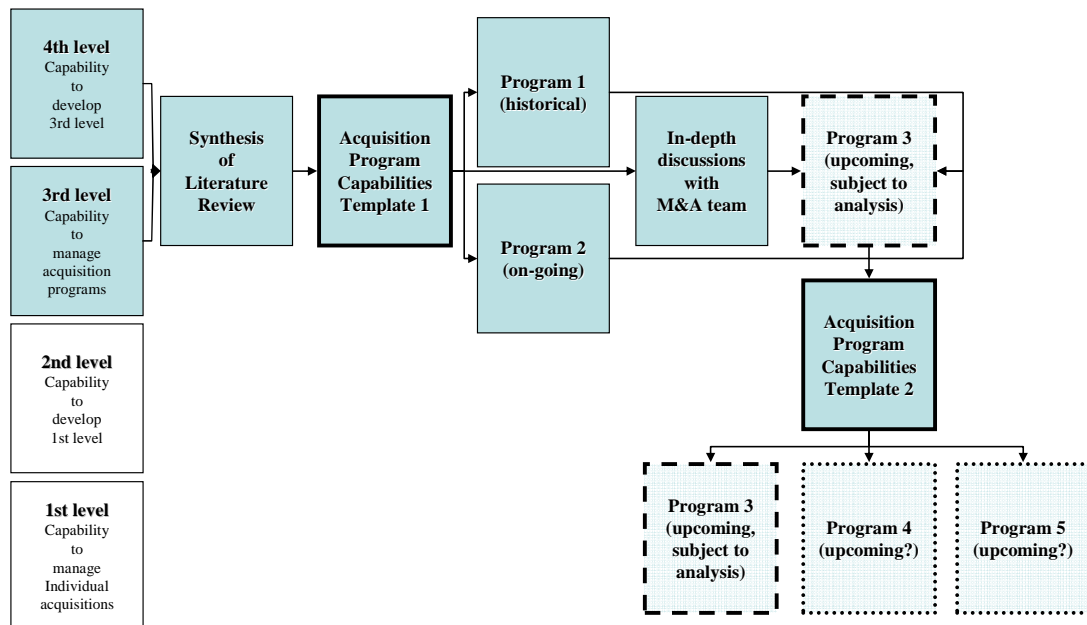 4th level
Capability
to
develop
3rd level
3rd level
Capability
to
manage
acquisition
programs
2nd level
Capability
to
develop
1st level
1st level
Capability
to
manage
Individual
acquisitions
Synthesis
of
Literature
Review
Acquisition
Program
Capabilities
Template 1
Program 1
(historical)
Program 2
(on-going)
In-depth
discussions
with
M&A team
Program 3
(upcoming,
subject to
analysis)
Acquisition
Program
Capabilities
Template 2
Program 3
(upcoming,
subject to
analysis)
Program 4
(upcoming?)
Program 5
(upcoming?)